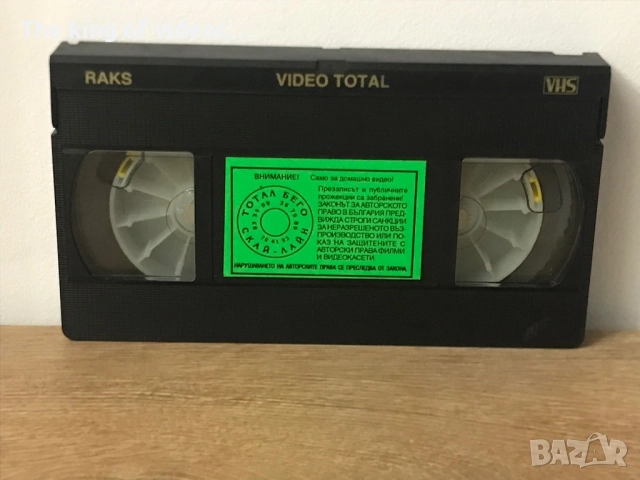 RAKS
VIDEO TOTAL
VHS
ВНИМАНИЕ! Само за домашно видео!
ТОТАЛ БЕГО
СКАЙ-ЛАЙН
Презаписът и публичните
прожекции са забранени!
ЗАКОНЪТ ЗА АВТОРСКОТО
ПРАВО В БЪЛГАРИЯ ПРЕД-
ВИЖДА СТРОГИ САНКЦИИ
ЗА НЕРАЗРЕШЕНОТО ВЪЗ-
ПРОИЗВОДСТВО ИЛИ ПО-
КАЗ НА ЗАЩИТЕНИТЕ С
АВТОРСКИ ПРАВА ФИЛМИ
И ВИДЕОКАСЕТИ.
НАРУШАВАНЕТО НА АВТОРСКИТЕ ПРАВА СЕ ПРЕСЛЕДВА ОТ ЗАКОНА.
BAZAR